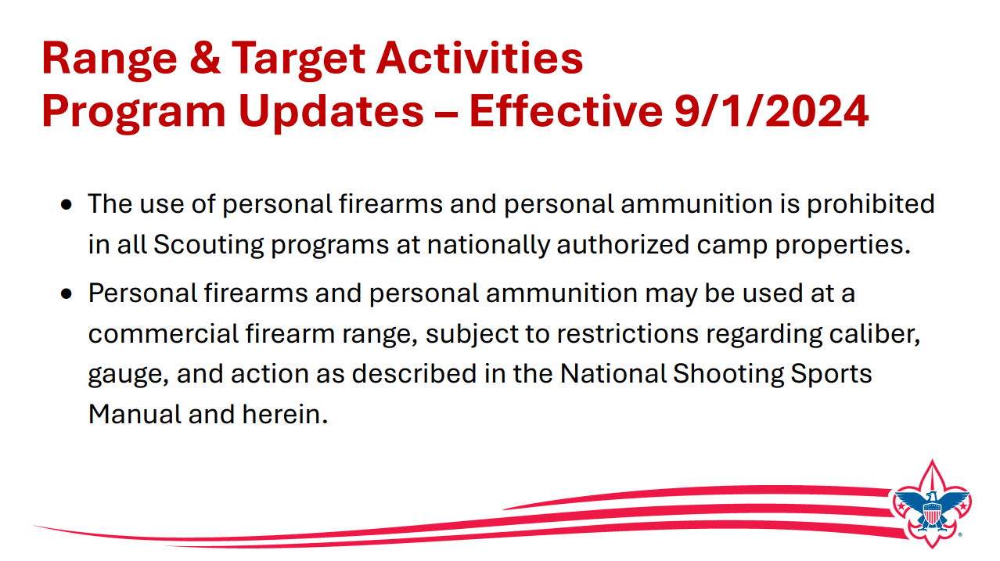 Range & Target Activities
Program Updates – Effective 9/1/2024
• The use of personal firearms and personal ammunition is prohibited
in all Scouting programs at nationally authorized camp properties.
• Personal firearms and personal ammunition may be used at a
commercial firearm range, subject to restrictions regarding caliber,
gauge, and action as described in the National Shooting Sports
Manual and herein.
®